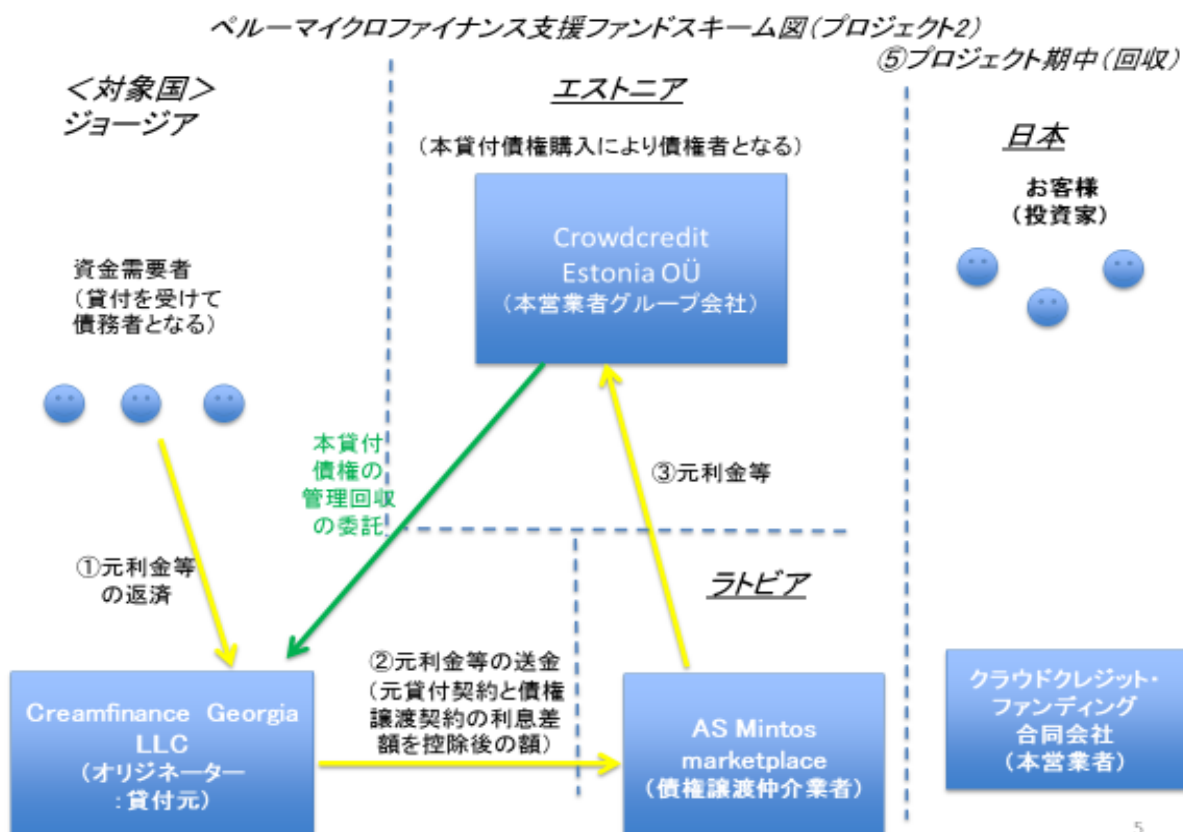 ペルーマイクロファイナンス支援ファンドスキーム図(プロジェクト2)
⑤プロジェクト期中(回収)
＜対象国＞
ジョージア
エストニア
(本貸付債権購入により債権者となる)
日本
お客様
(投資家)
Crowdcredit
Estonia OÜ
(本営業者グループ会社)
資金需要者
(貸付を受けて
債務者となる)
本貸付
債権の
管理回収
の委託
③元利金等
①元利金等
の返済
ラトビア
②元利金等の送金
(元貸付契約と債権
譲渡契約の利息差
額を控除後の額)
Creamfinance Georgia
LLC
(オリジネーター
:貸付元)
AS Mintos
marketplace
(債権譲渡仲介業者)
クラウドクレジット・
ファンディング
合同会社
(本営業者)
5